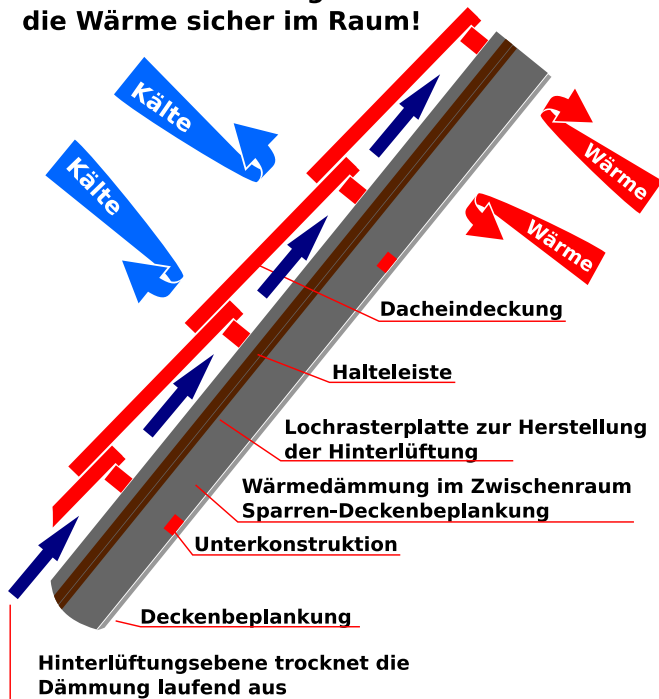 die Wärme sicher im Raum!
Kälte
Kälte
Wärme
Wärme
Dacheindeckung
Halteleiste
Lochrasterplatte zur Herstellung
der Hinterlüftung
Wärmedämmung im Zwischenraum
Sparren-Deckenbeplankung
Unterkonstruktion
Deckenbeplankung
Hinterlüftungsebene trocknet die
Dämmung laufend aus